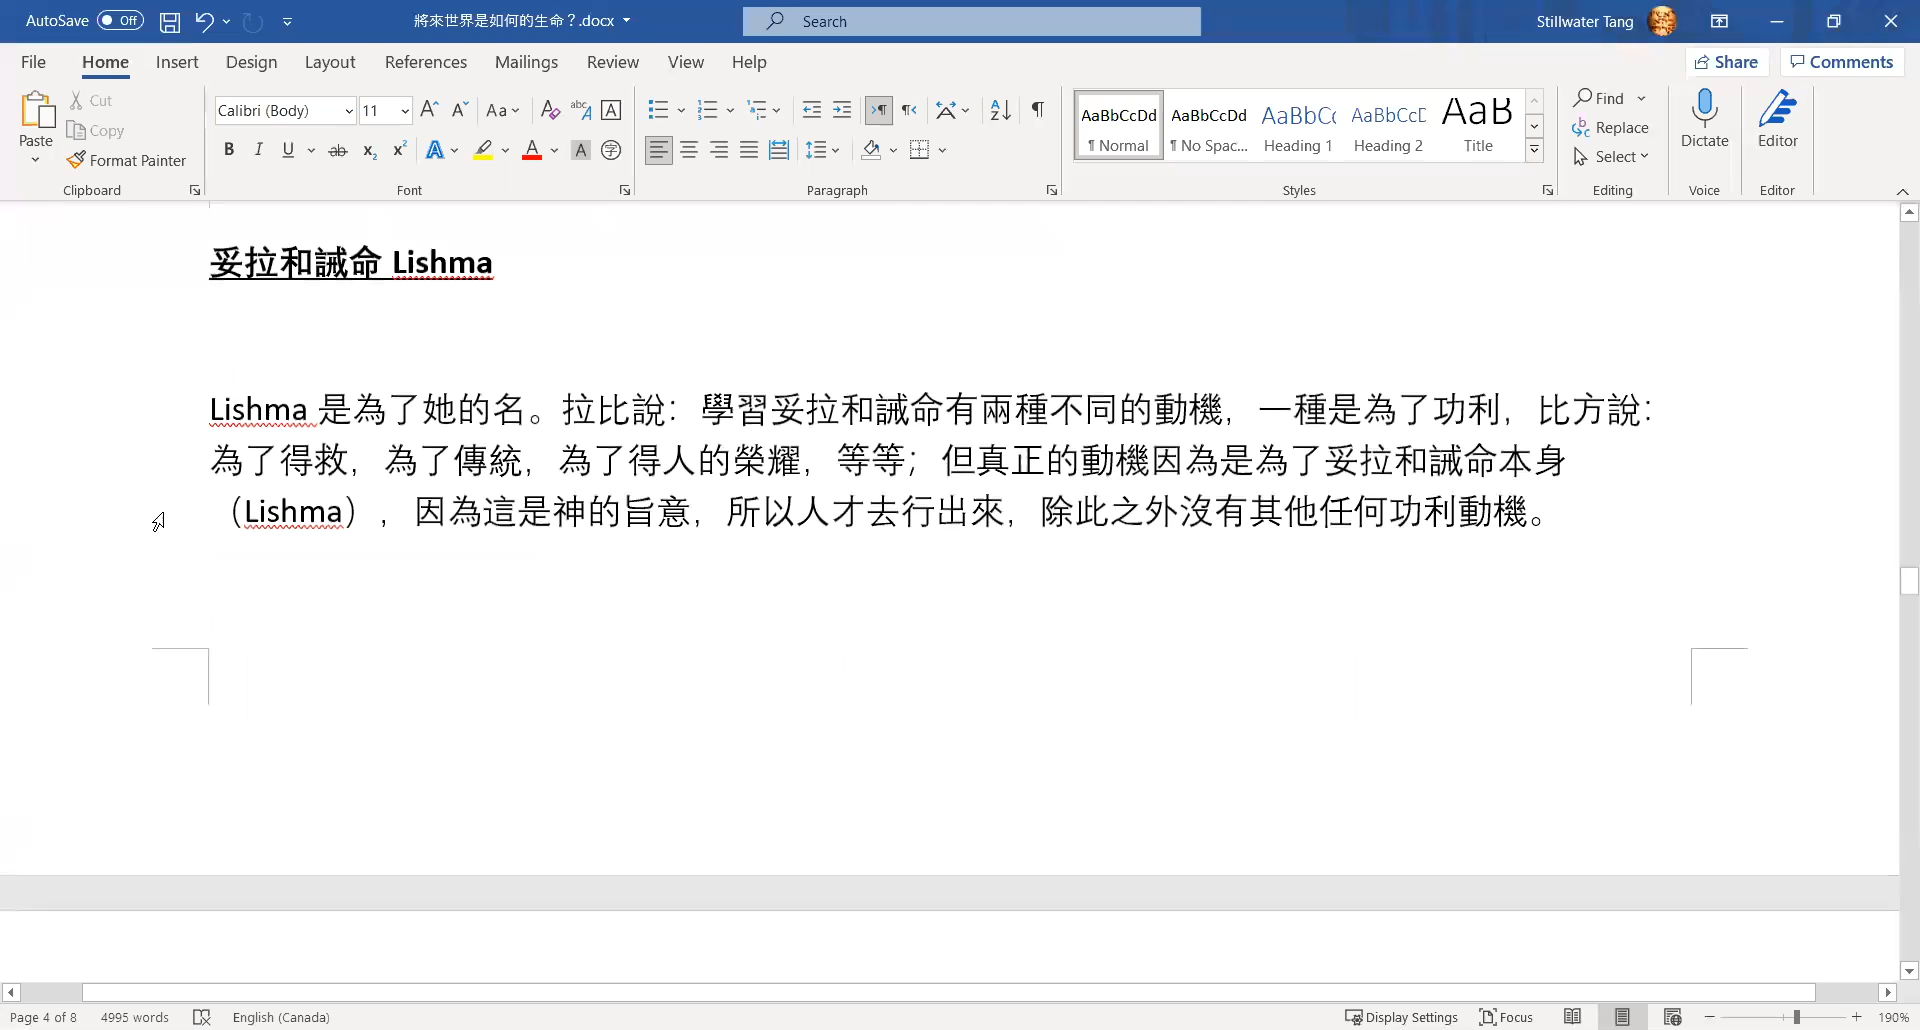 AutoSave Off 將來世界是如何的生命？.docx Search Stillwater Tang
File Home Insert Design Layout References Mailings Review View Help Share Comments
Paste Cut Copy Format Painter Clipboard
Calibri (Body) 11 Aa A
B I U ab x₂ x² A A A 字 Font
Paragraph
AaBbCcDd ¶ Normal
AaBbCcDd ¶ No Spac...
AaBbCc Heading 1
AaBbCcD Heading 2
AaB Title
Styles
Find Replace Select Editing
Dictate Voice
Editor Editor
妥拉和誡命 Lishma
Lishma 是為了她的名。拉比說：學習妥拉和誡命有兩種不同的動機，一種是為了功利，比方說：
為了得救，為了傳統，為了得人的榮耀，等等；但真正的動機因為是為了妥拉和誡命本身
（Lishma），因為這是神的旨意，所以人才去行出來，除此之外沒有其他任何功利動機。
Page 4 of 8 4995 words English (Canada) Display Settings Focus 190%